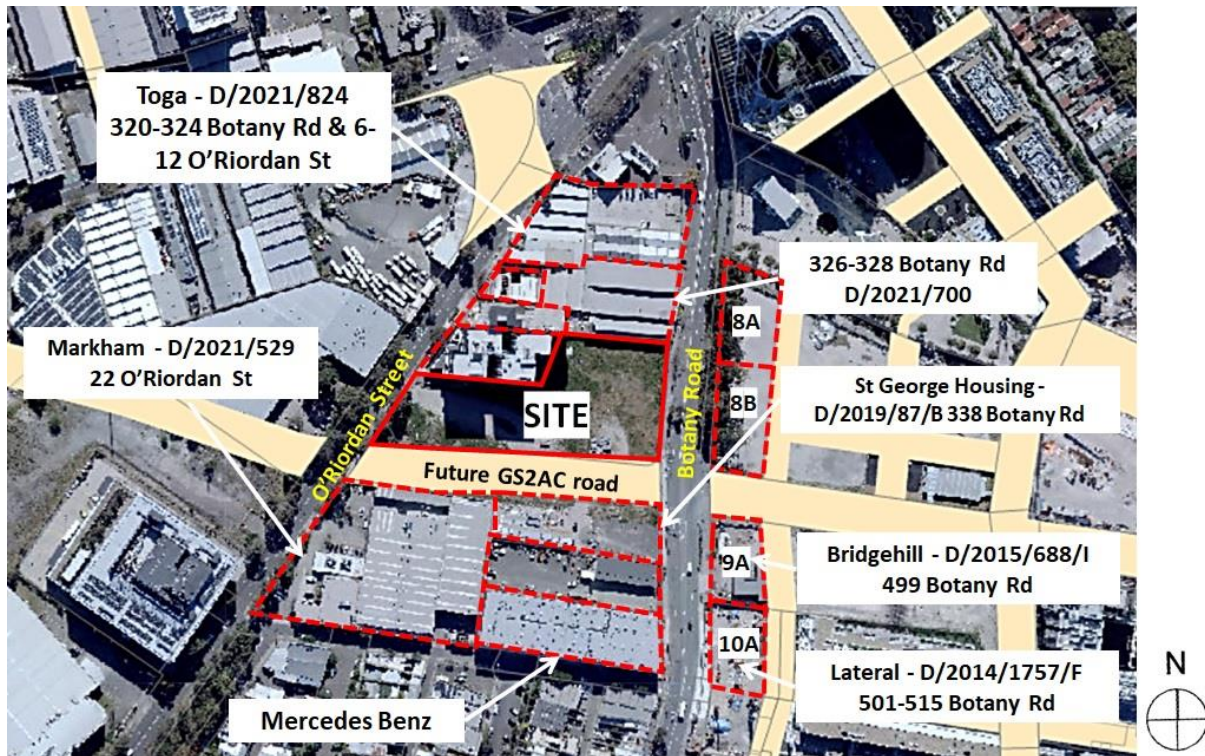 Toga - D/2021/824
320-324 Botany Rd & 6-
12 O'Riordan St
326-328 Botany Rd
D/2021/700
8A
Markham - D/2021/529
22 O'Riordan St
8B
St George Housing -
D/2019/87/B 338 Botany Rd
SITE
Botany Road
O'Riordan Street
Future GS2AC road
9A
Bridgehill - D/2015/688/I
499 Botany Rd
10A
Lateral - D/2014/1757/F
501-515 Botany Rd
Mercedes Benz
N